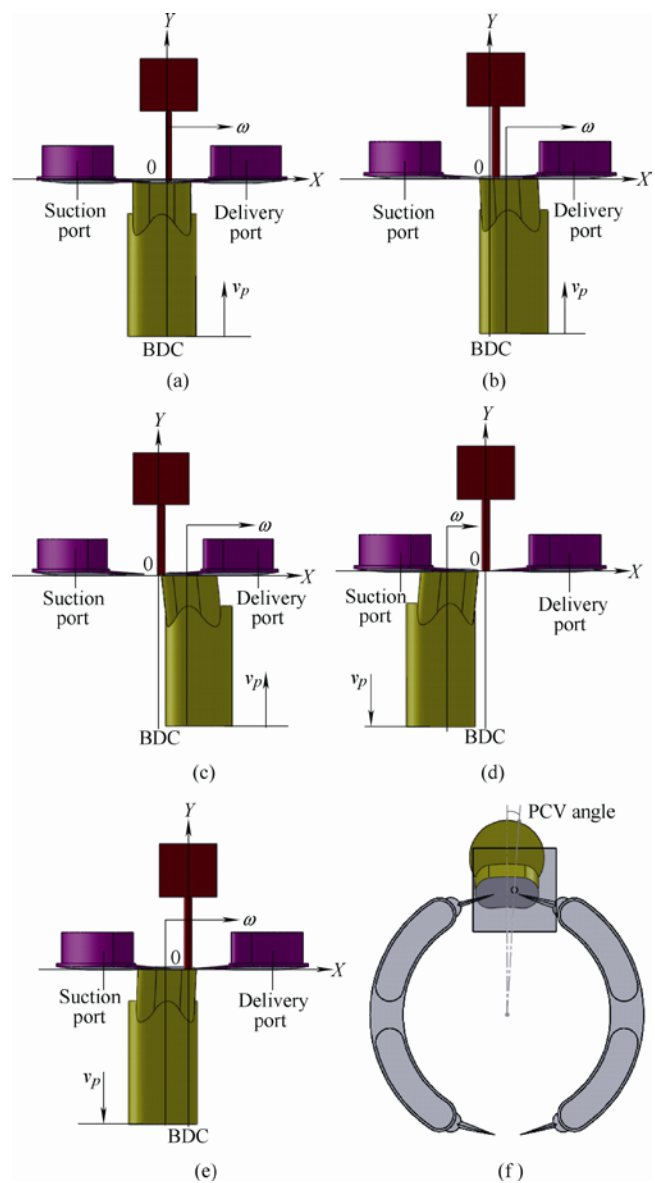 Y
ω
0
X
Suction
port
Delivery
port
v_p
BDC
(a)
Y
ω
0
X
Suction
port
Delivery
port
v_p
BDC
(b)
Y
ω
0
X
Suction
port
Delivery
port
v_p
BDC
(c)
Y
ω
0
X
Suction
port
Delivery
port
v_p
BDC
(d)
Y
ω
0
X
Suction
port
Delivery
port
v_p
BDC
(e)
PCV angle
(f)